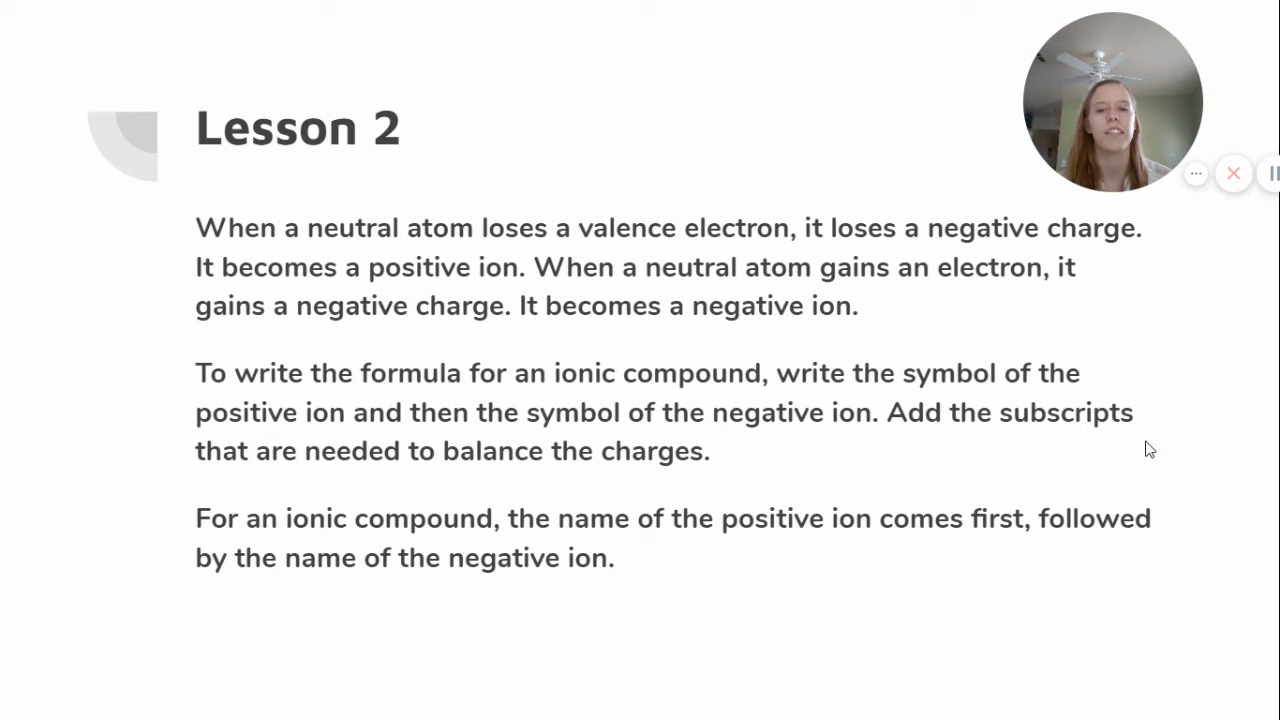 Lesson 2
When a neutral atom loses a valence electron, it loses a negative charge.
It becomes a positive ion. When a neutral atom gains an electron, it
gains a negative charge. It becomes a negative ion.
To write the formula for an ionic compound, write the symbol of the
positive ion and then the symbol of the negative ion. Add the subscripts
that are needed to balance the charges.
For an ionic compound, the name of the positive ion comes first, followed
by the name of the negative ion.